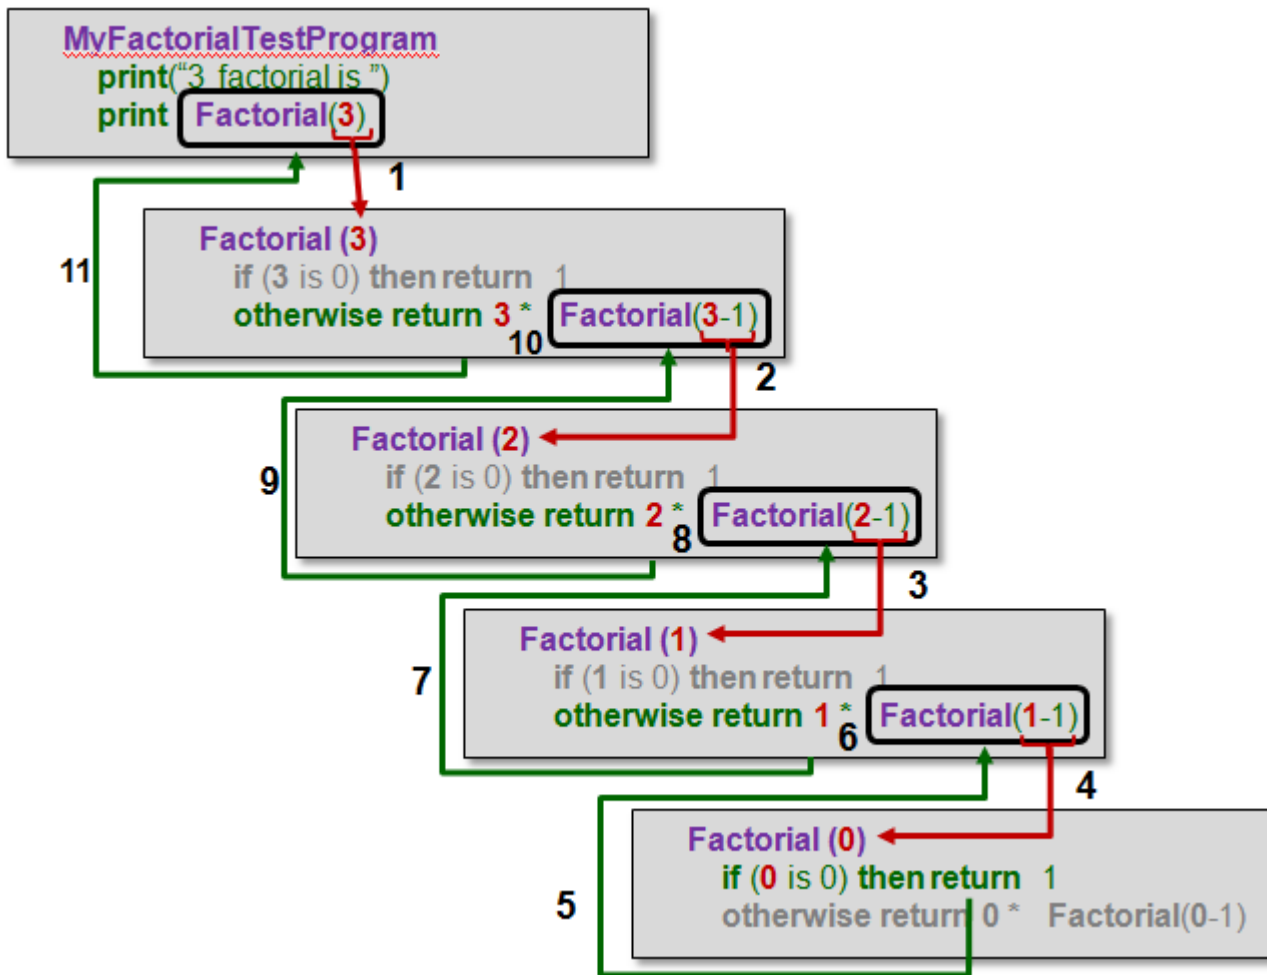 MyFactorialTestProgram
print(“3 factorial is ”)
print Factorial(3)
1
Factorial (3)
if (3 is 0) then return 1
otherwise return 3 * Factorial(3-1)
11
10
2
Factorial (2)
if (2 is 0) then return 1
otherwise return 2 * Factorial(2-1)
9
8
3
Factorial (1)
if (1 is 0) then return 1
otherwise return 1 * Factorial(1-1)
7
6
4
Factorial (0)
if (0 is 0) then return 1
otherwise return 0 * Factorial(0-1)
5